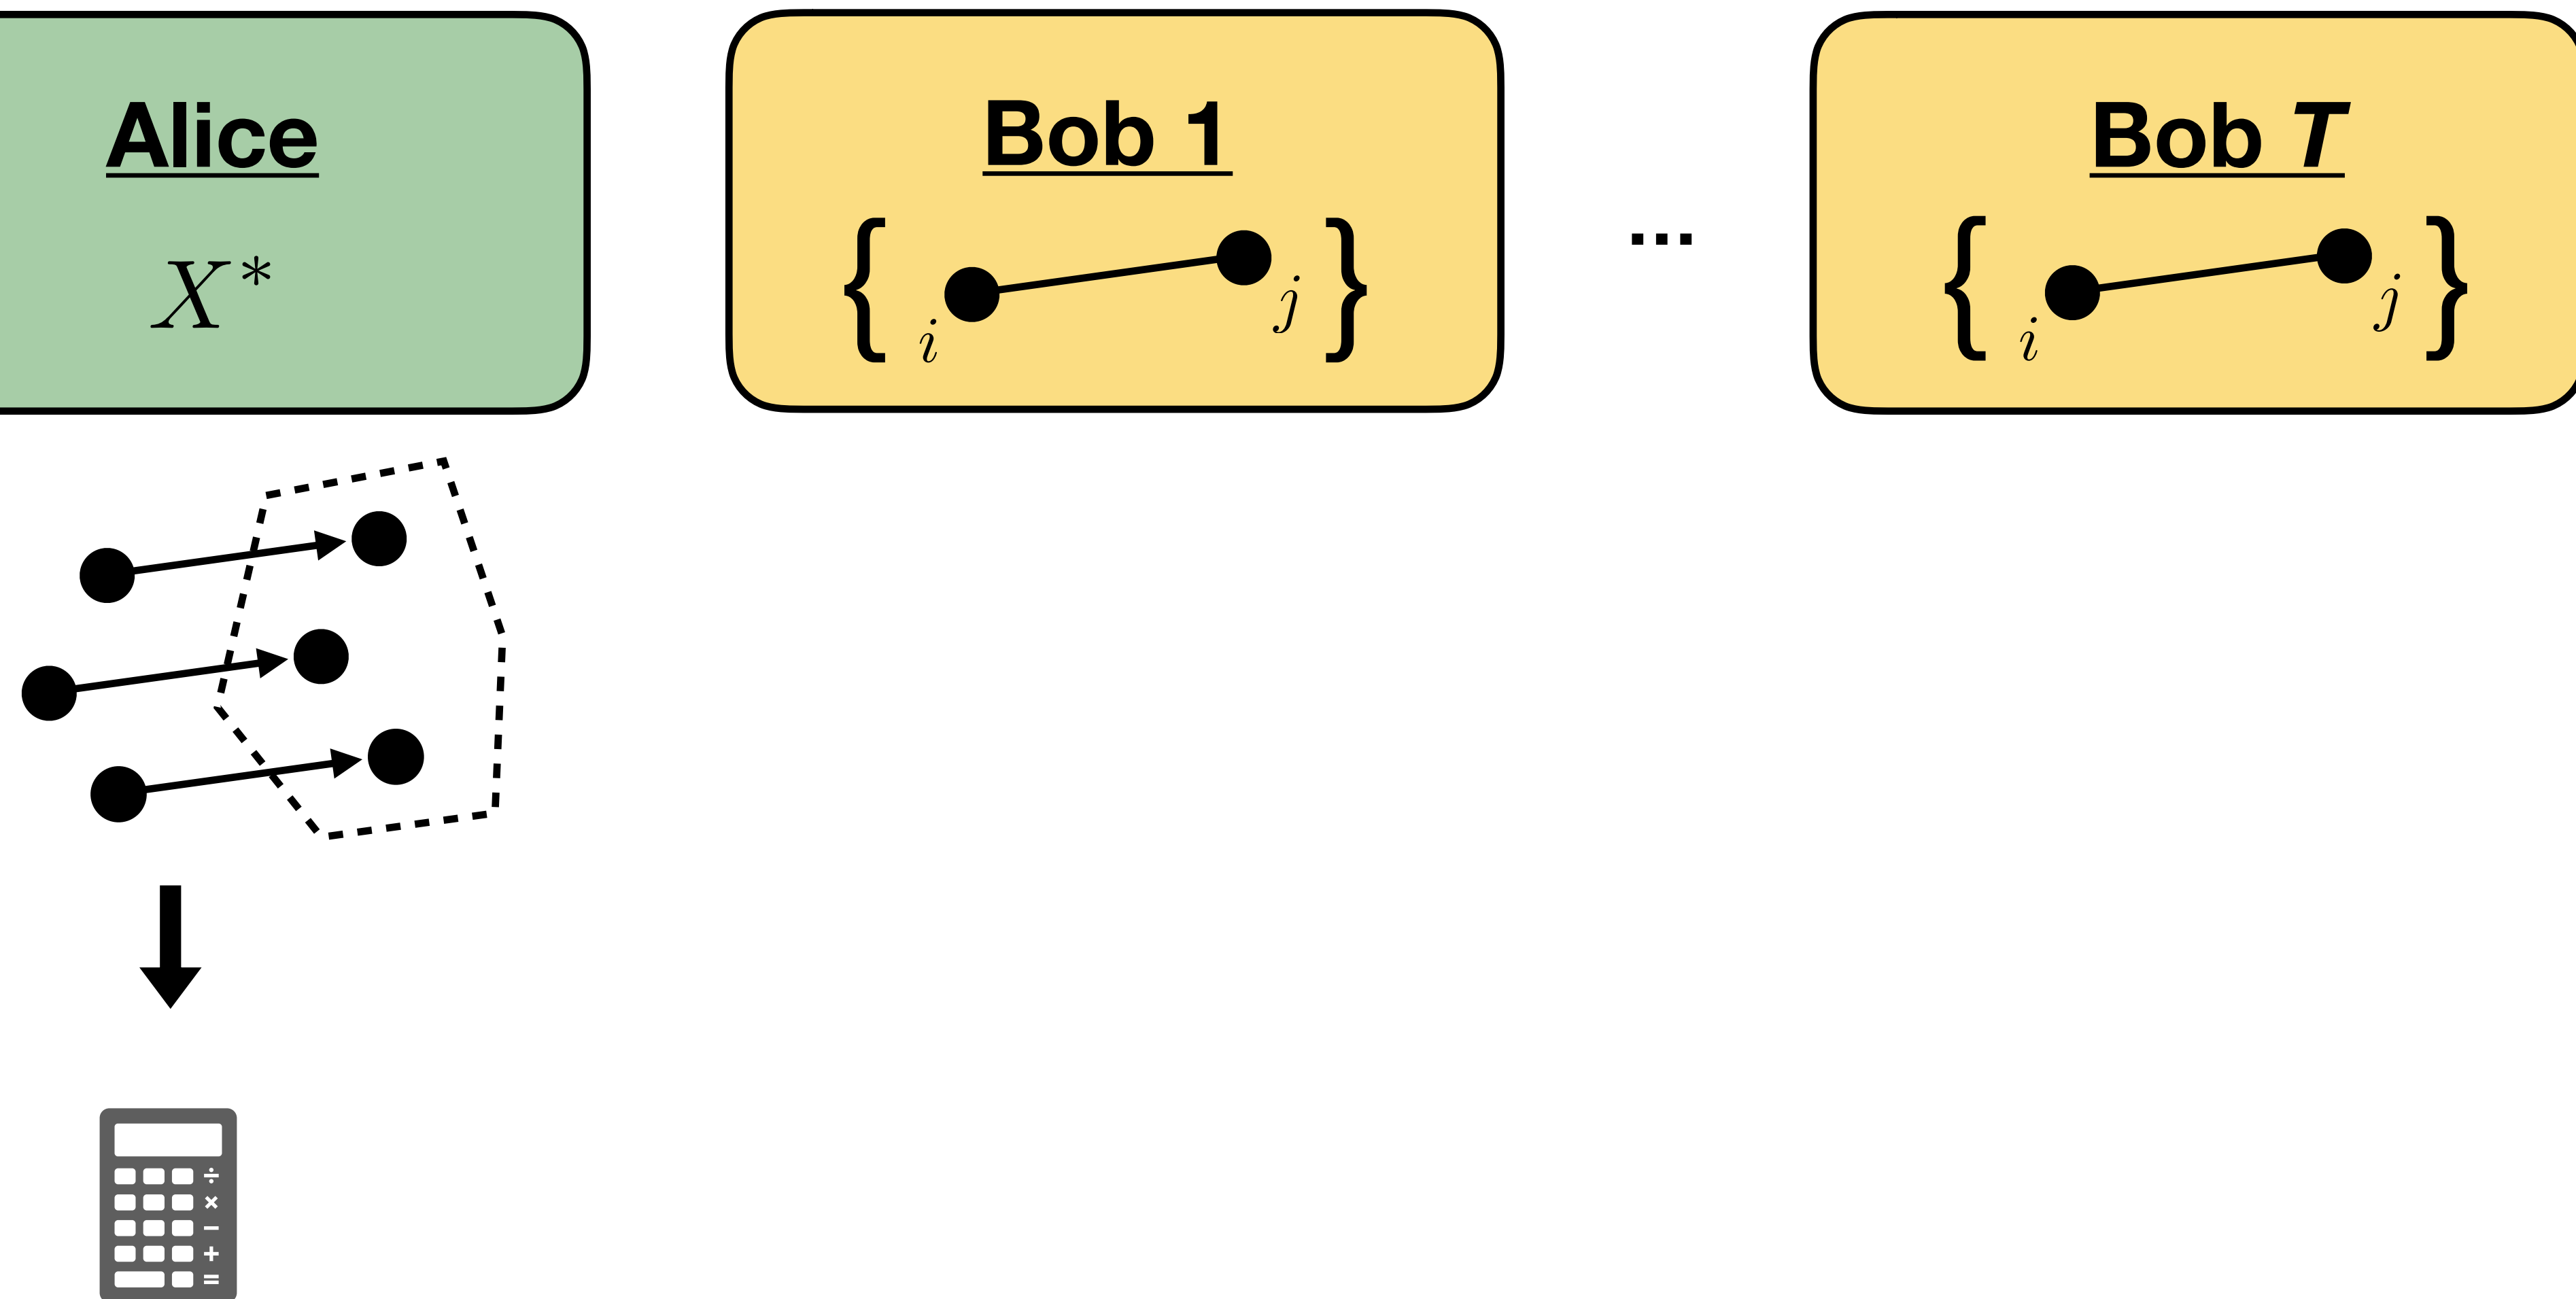 Alice
X*
Bob 1
{ i j }
...
Bob T
{ i j }
÷
×
−
+
=